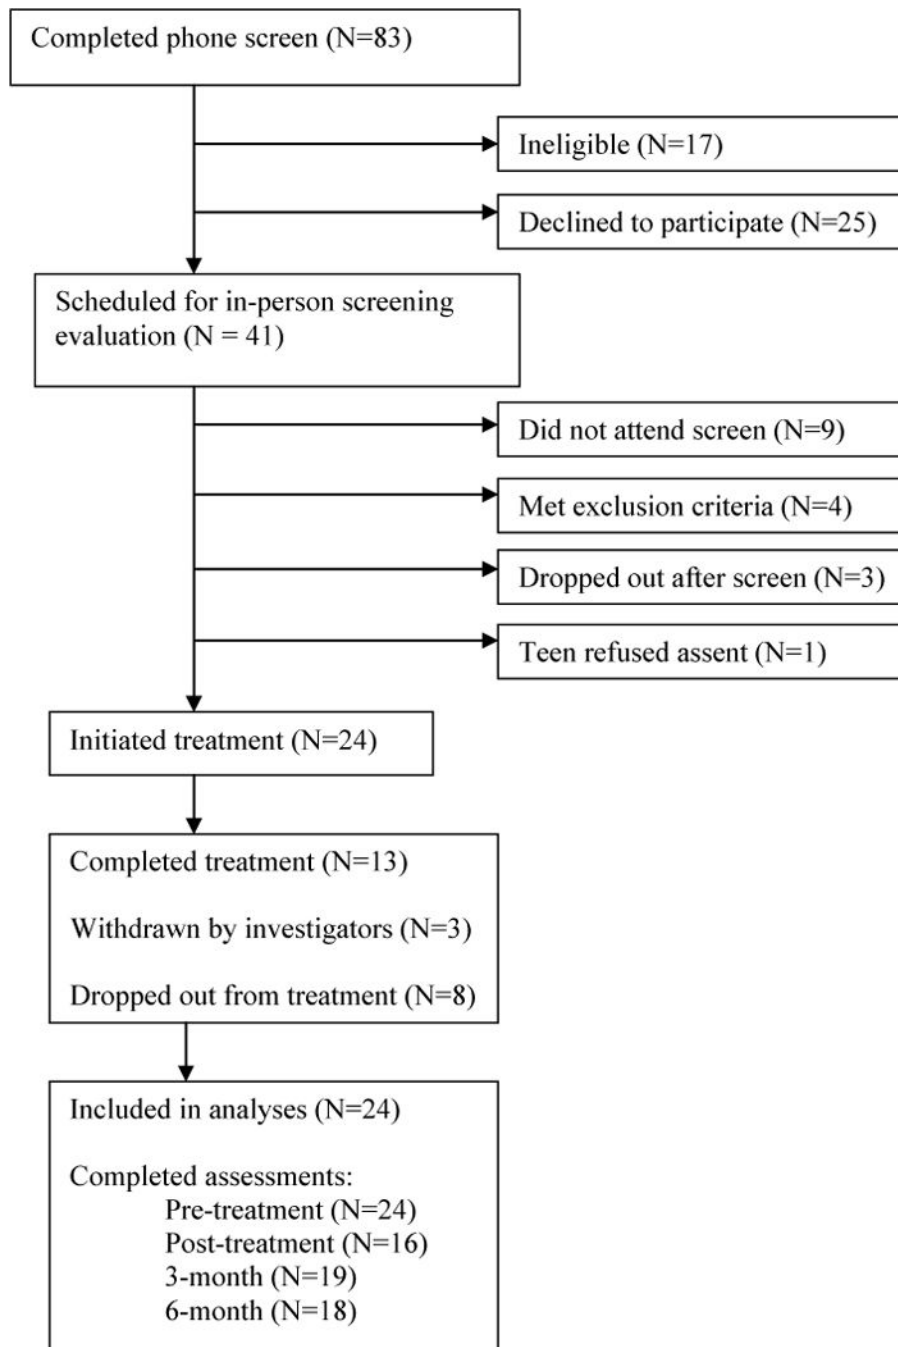 Completed phone screen (N=83)
Ineligible (N=17)
Declined to participate (N=25)
Scheduled for in-person screening
evaluation (N = 41)
Did not attend screen (N=9)
Met exclusion criteria (N=4)
Dropped out after screen (N=3)
Teen refused assent (N=1)
Initiated treatment (N=24)
Completed treatment (N=13)
Withdrawn by investigators (N=3)
Dropped out from treatment (N=8)
Included in analyses (N=24)
Completed assessments:
Pre-treatment (N=24)
Post-treatment (N=16)
3-month (N=19)
6-month (N=18)